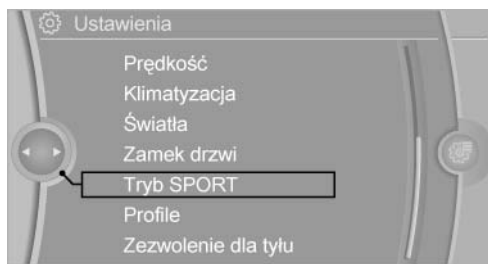 Ustawienia
Prędkość
Klimatyzacja
Światła
Zamek drzwi
Tryb SPORT
Profile
Zezwolenie dla tyłu